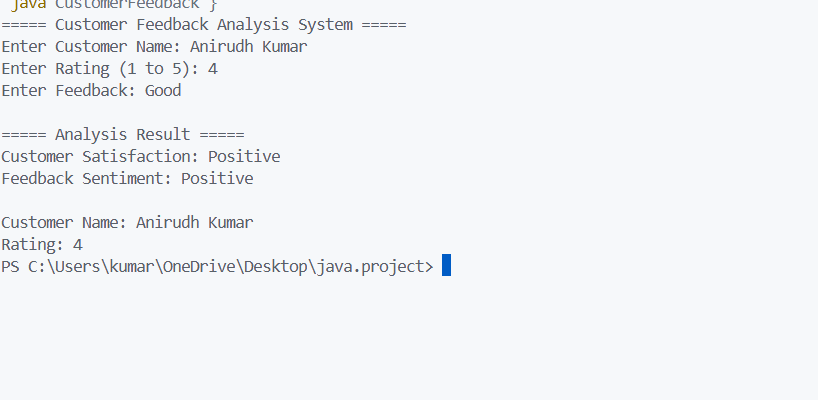 java CustomerFeedback }
===== Customer Feedback Analysis System =====
Enter Customer Name: Anirudh Kumar
Enter Rating (1 to 5): 4
Enter Feedback: Good
===== Analysis Result =====
Customer Satisfaction: Positive
Feedback Sentiment: Positive
Customer Name: Anirudh Kumar
Rating: 4
PS C:\Users\kumar\OneDrive\Desktop\java.project>